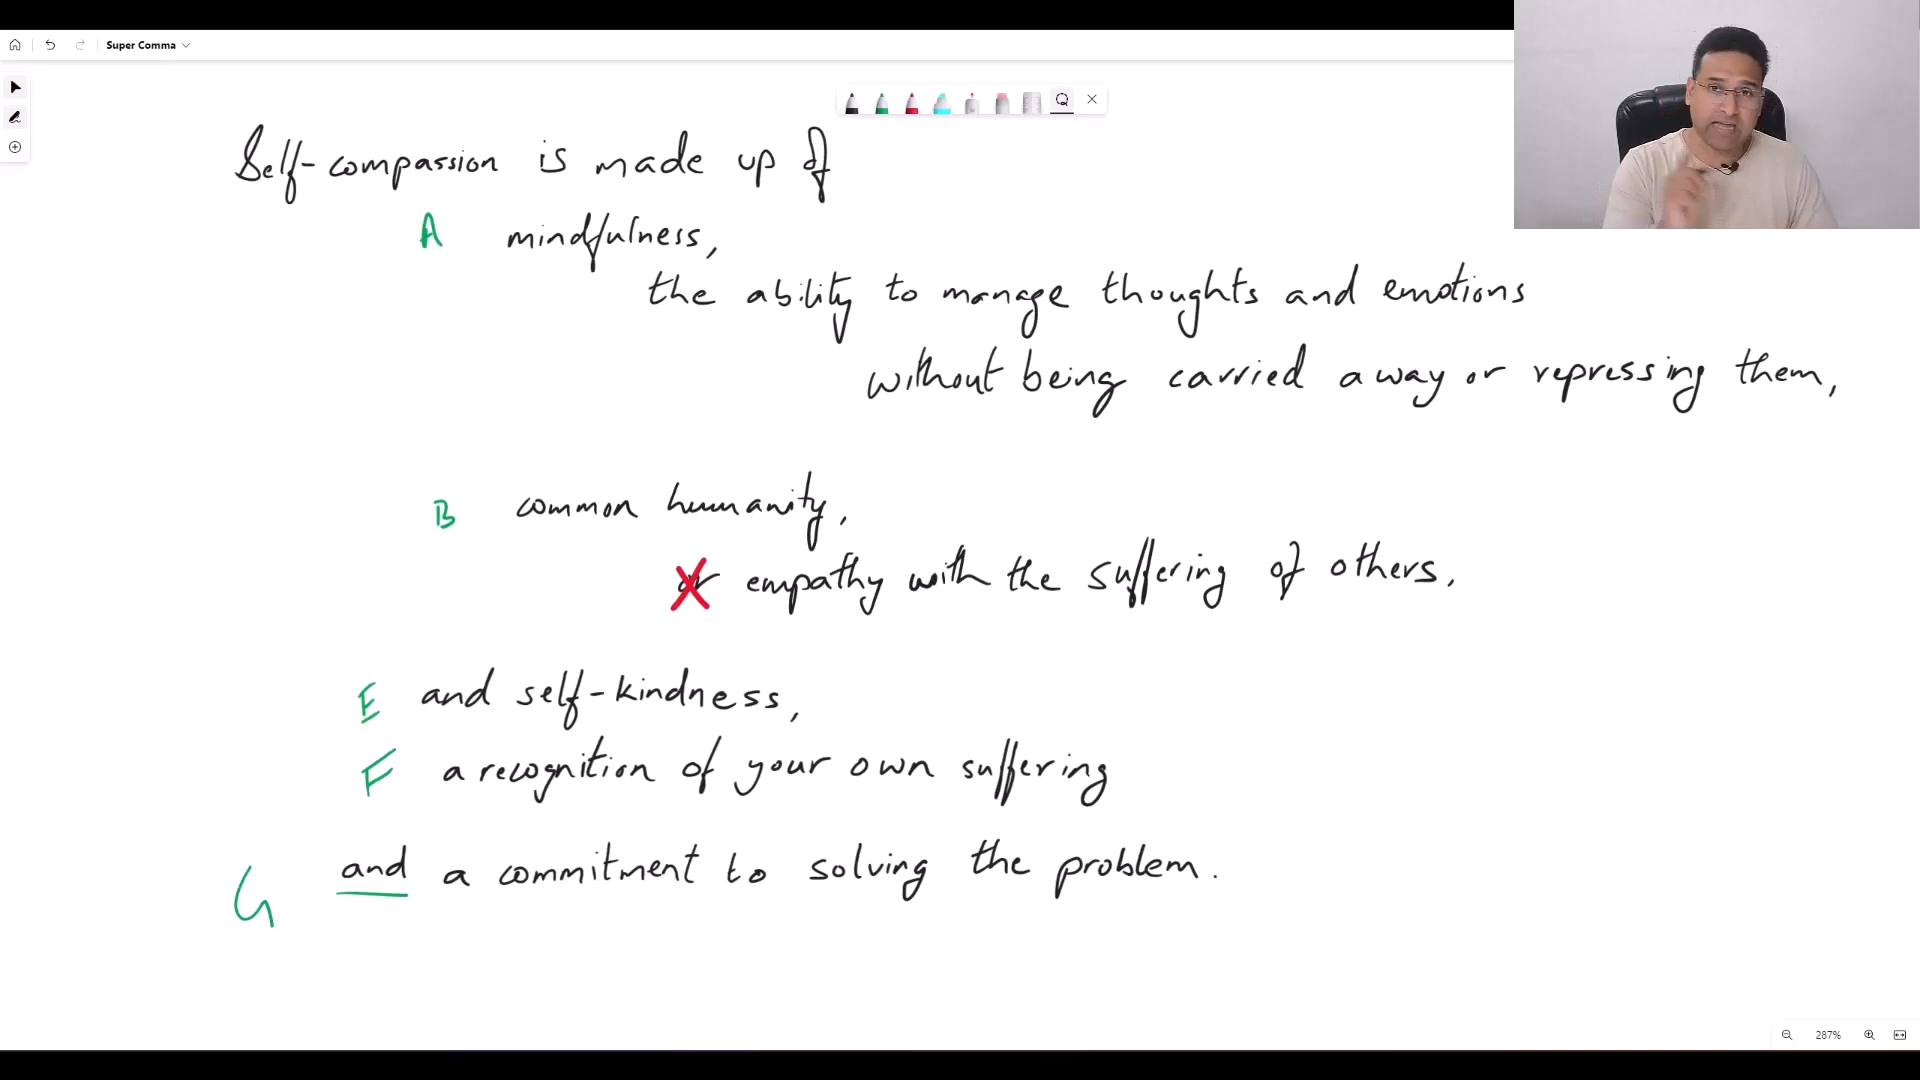 Super Comma
Self-compassion is made up of
A mindfulness,
the ability to manage thoughts and emotions
without being carried away or repressing them,
B common humanity,
or empathy with the suffering of others,
E and self-kindness,
F a recognition of your own suffering
G and a commitment to solving the problem.
287%